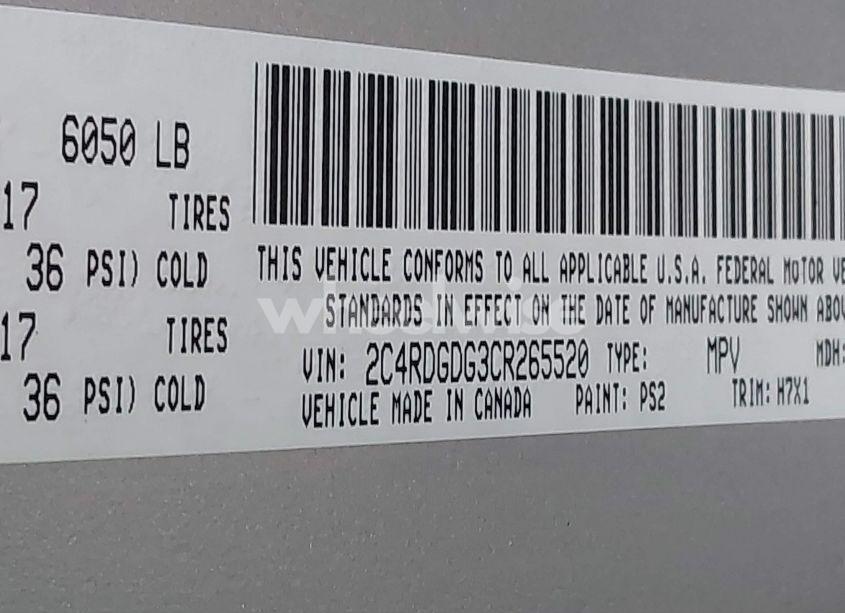 6050 LB
17 TIRES
36 PSI) COLD
17 TIRES
36 PSI) COLD
THIS VEHICLE CONFORMS TO ALL APPLICABLE U.S.A. FEDERAL MOTOR VE
STANDARDS IN EFFECT ON THE DATE OF MANUFACTURE SHOWN ABOV
VIN: 2C4RDGDG3CR265520 TYPE: MPV MDH:
VEHICLE MADE IN CANADA PAINT: PS2 TRIM: H7X1